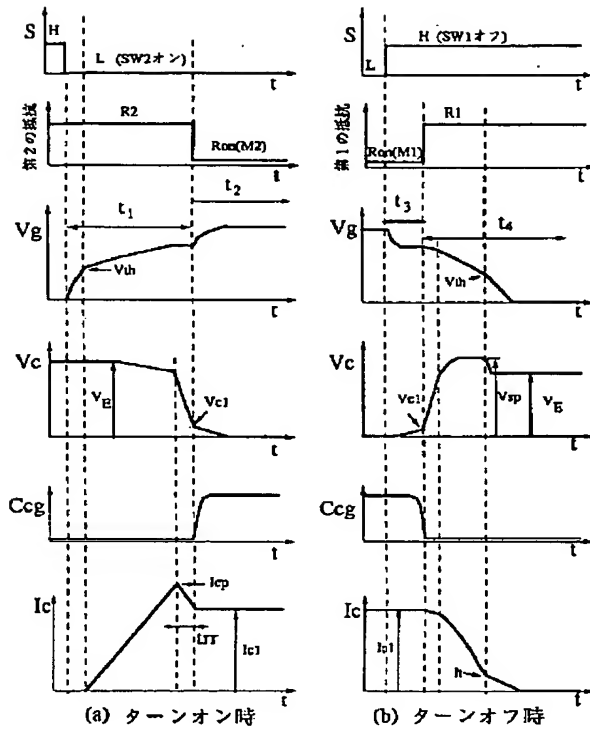 S H
L (SW2オン)
t
第2の抵抗
R2
Ron(M2)
t
t1
t2
Vg
Vth
t
Vc
VE
Vc1
t
Ccg
t
Ic
Icp
Ic1
t
(a) ターンオン時
S
H (SW1オフ)
L
t
第1の抵抗
R1
Ron(M1)
t
t3
t4
Vg
Vth
t
Vc
Vc1
Vsp
VE
t
Ccg
t
Ic
Ic1
h
t
(b) ターンオフ時